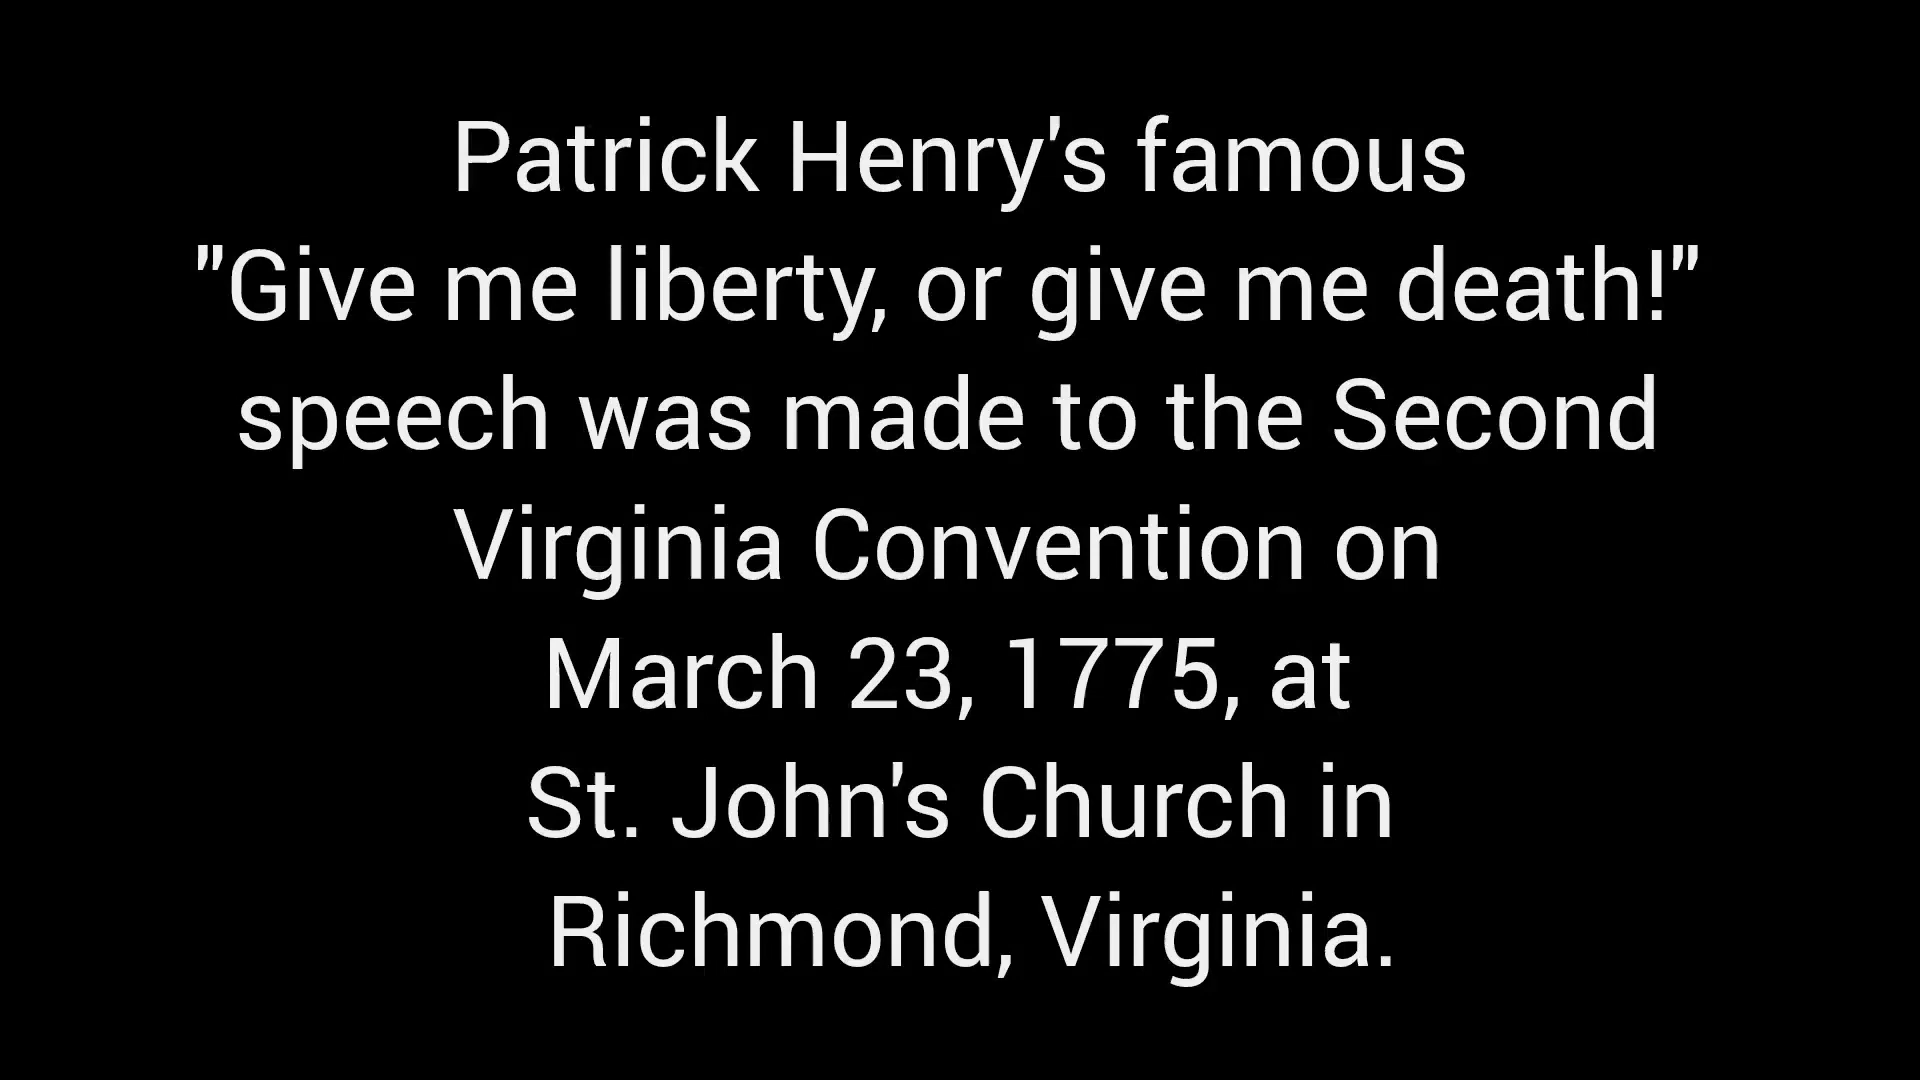 Patrick Henry's famous
"Give me liberty, or give me death!"
speech was made to the Second
Virginia Convention on
March 23, 1775, at
St. John's Church in
Richmond, Virginia.